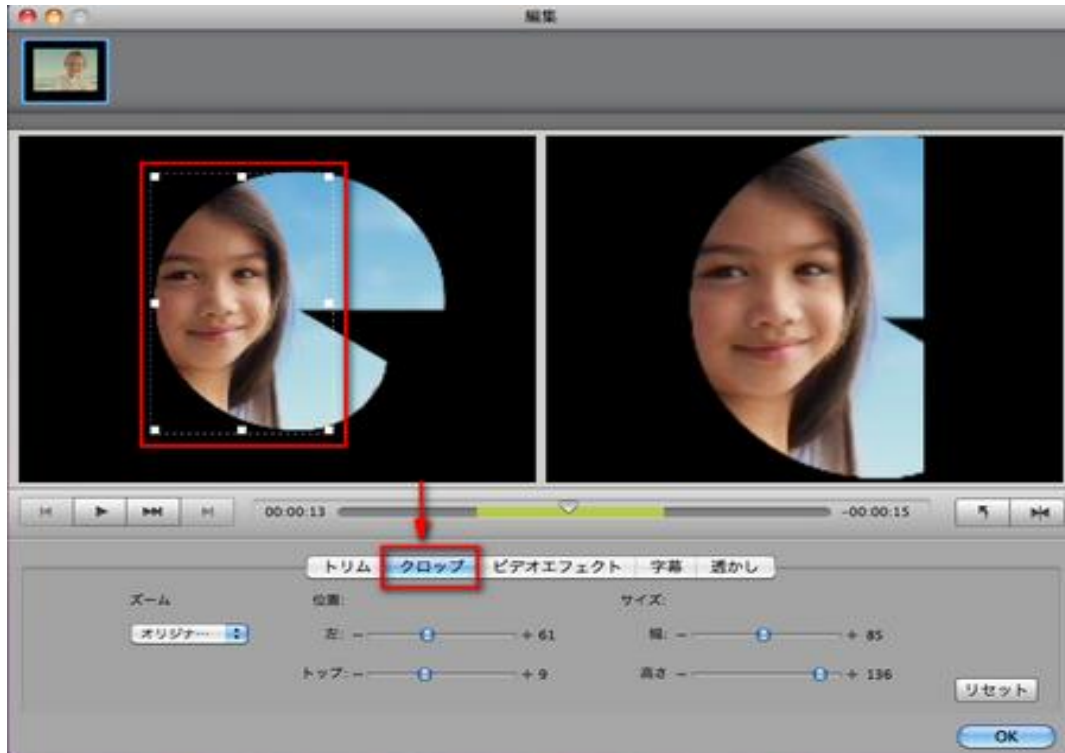 編集
00:00:13 -00:00:15
トリム クロップ ビデオエフェクト 字幕 透かし
ズーム 位置: サイズ:
オリジナ… 左: − + 61 幅: − + 85
トップ: − + 9 高さ − + 136
リセット
OK